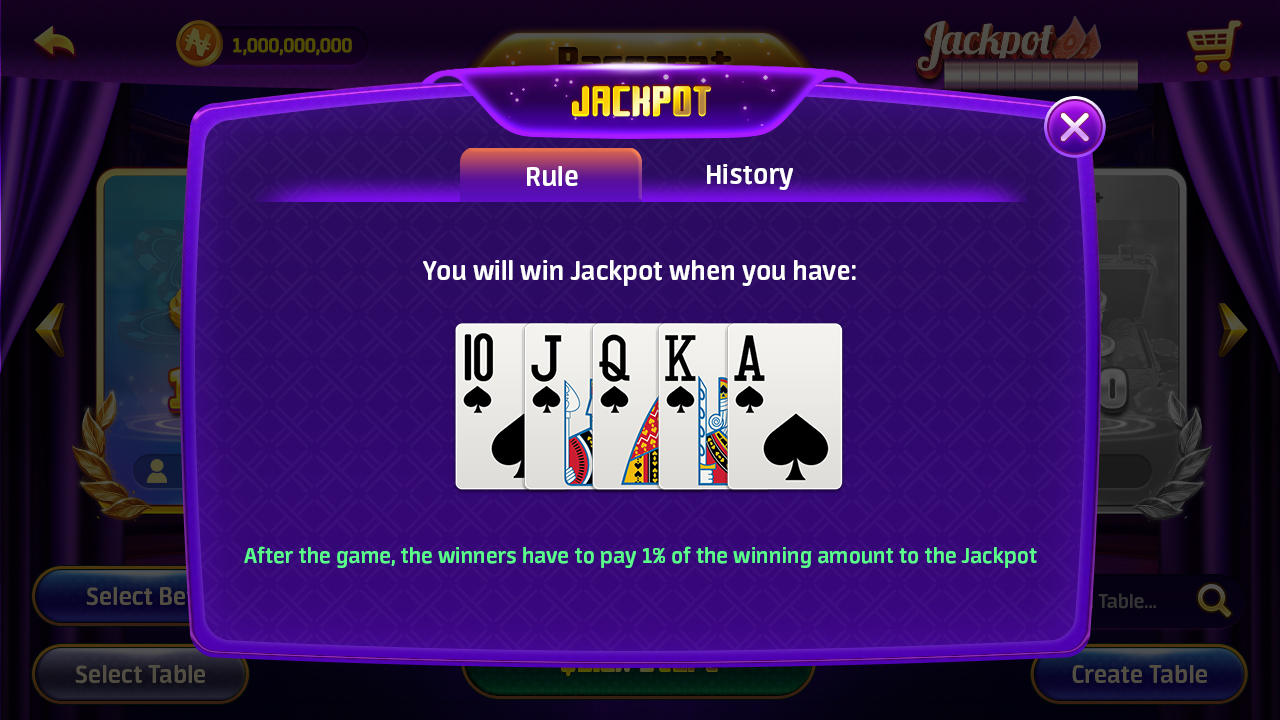 1,000,000,000
Jackpot
JACKPOT
Rule
History
You will win Jackpot when you have:
10 J Q K A
After the game, the winners have to pay 1% of the winning amount to the Jackpot
Select Be
Table...
Select Table
Create Table